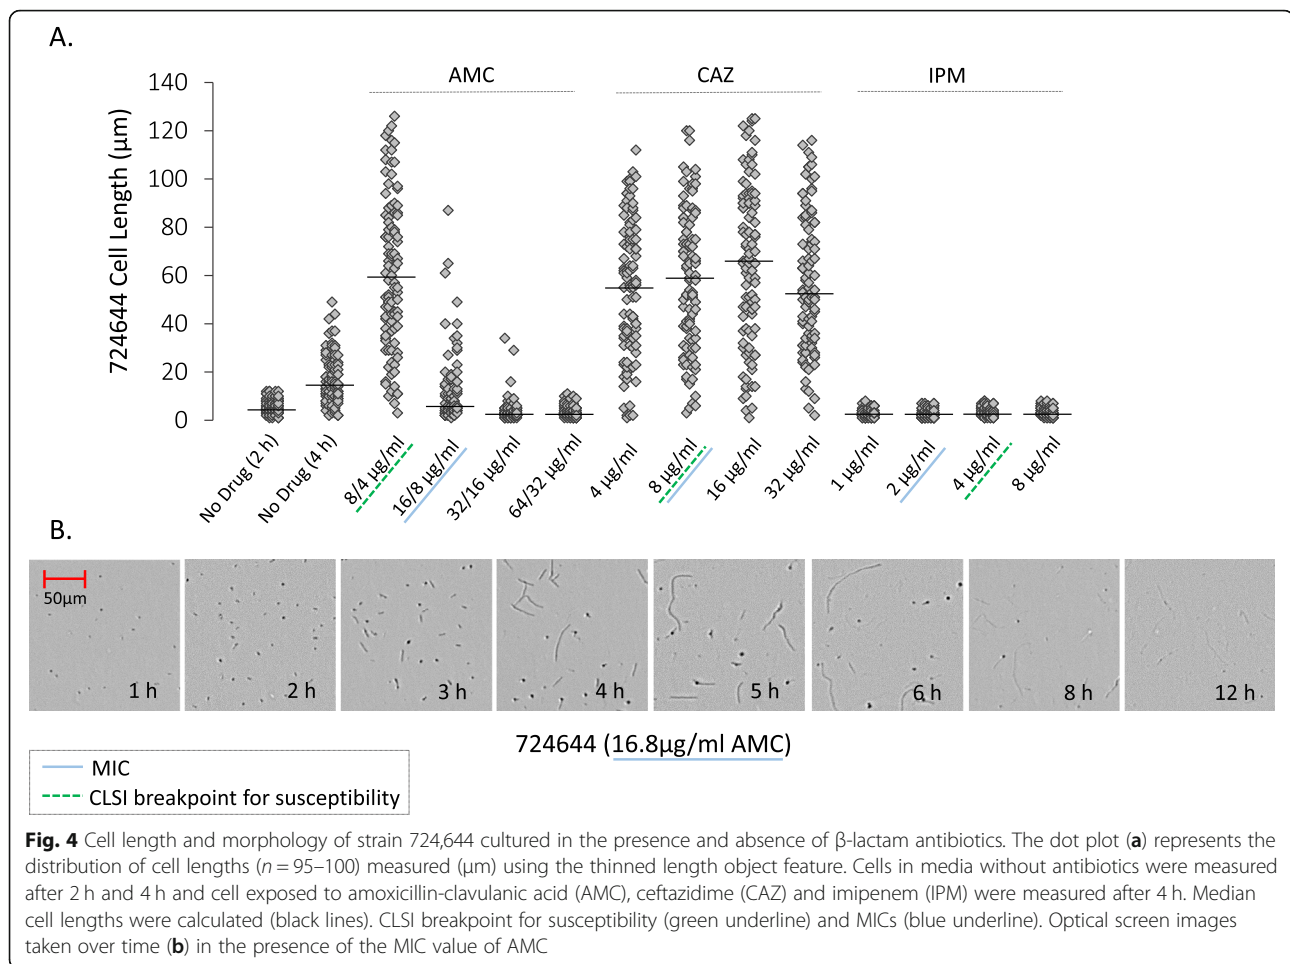 A.
AMC CAZ IPM
724644 Cell Length (µm)
140
120
100
80
60
40
20
0
No Drug (2 h) No Drug (4 h) 8/4 µg/ml 16/8 µg/ml 32/16 µg/ml 64/32 µg/ml 4 µg/ml 8 µg/ml 16 µg/ml 32 µg/ml 1 µg/ml 2 µg/ml 4 µg/ml 8 µg/ml
B.
50µm
1 h 2 h 3 h 4 h 5 h 6 h 8 h 12 h
724644 (16.8µg/ml AMC)
MIC
CLSI breakpoint for susceptibility
Fig. 4 Cell length and morphology of strain 724,644 cultured in the presence and absence of β-lactam antibiotics. The dot plot (a) represents the
distribution of cell lengths (n = 95–100) measured (µm) using the thinned length object feature. Cells in media without antibiotics were measured
after 2 h and 4 h and cell exposed to amoxicillin-clavulanic acid (AMC), ceftazidime (CAZ) and imipenem (IPM) were measured after 4 h. Median
cell lengths were calculated (black lines). CLSI breakpoint for susceptibility (green underline) and MICs (blue underline). Optical screen images
taken over time (b) in the presence of the MIC value of AMC